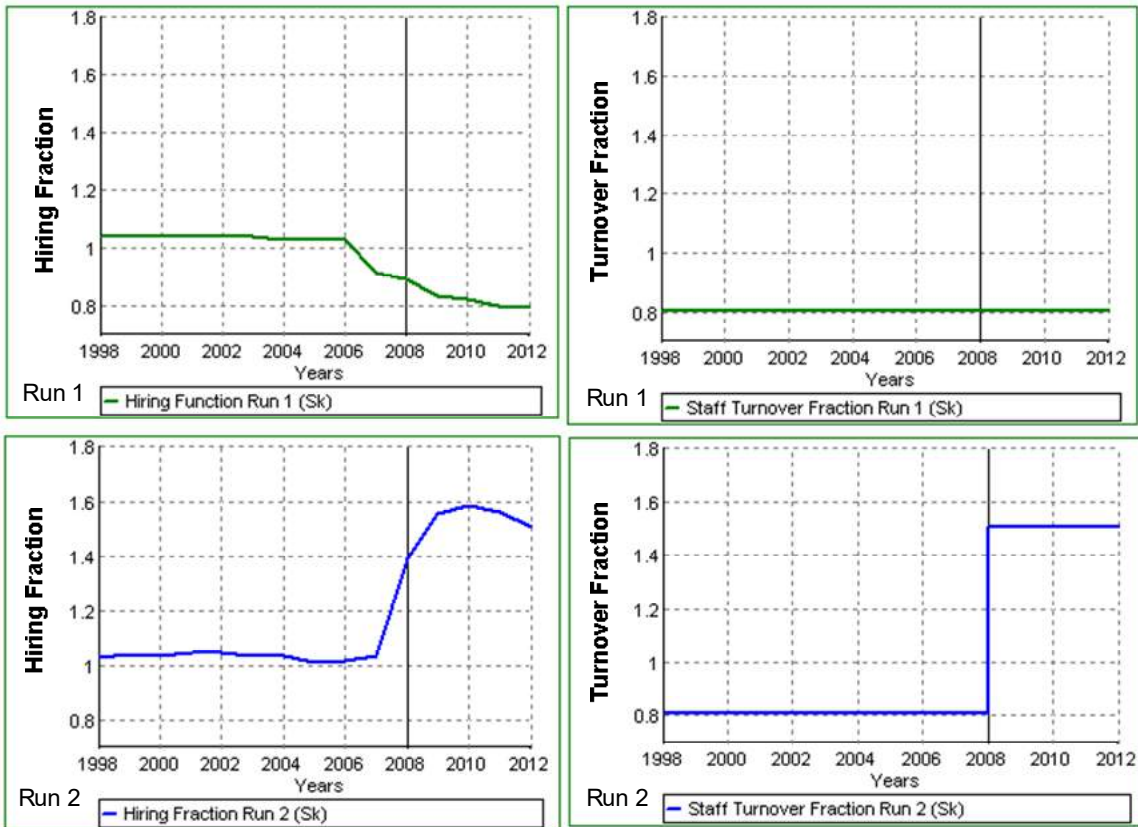 Hiring Fraction
1.8
1.6
1.4
1.2
1
0.8
1998 2000 2002 2004 2006 2008 2010 2012
Years
Run 1
Hiring Function Run 1 (Sk)
Turnover Fraction
1.8
1.6
1.4
1.2
1
0.8
1998 2000 2002 2004 2006 2008 2010 2012
Years
Run 1
Staff Turnover Fraction Run 1 (Sk)
Hiring Fraction
1.8
1.6
1.4
1.2
1
0.8
1998 2000 2002 2004 2006 2008 2010 2012
Years
Run 2
Hiring Fraction Run 2 (Sk)
Turnover Fraction
1.8
1.6
1.4
1.2
1
0.8
1998 2000 2002 2004 2006 2008 2010 2012
Years
Run 2
Staff Turnover Fraction Run 2 (Sk)